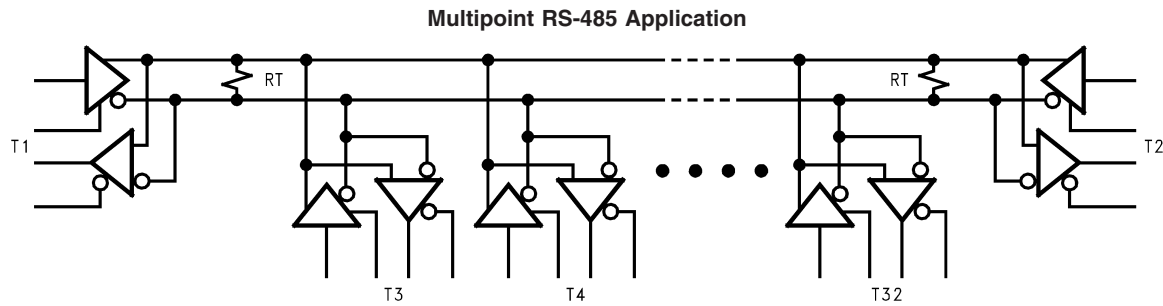 Multipoint RS-485 Application
RT
RT
T1
T2
T3
T4
T32